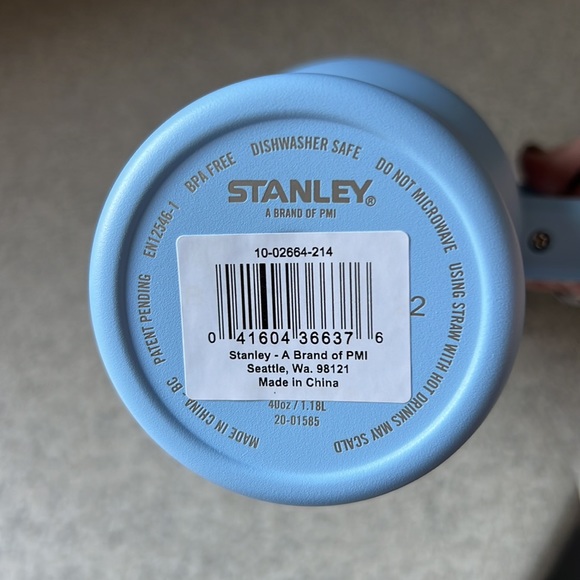 EN12546-1 BPA FREE DISHWASHER SAFE DO NOT MICROWAVE USING STRAW WITH HOT DRINKS MAY SCALD
STANLEY®
A BRAND OF PMI
10-02664-214
0 41604 36637 6
Stanley - A Brand of PMI
Seattle, Wa. 98121
Made in China
2
40oz / 1.18L
20-01585
MADE IN CHINA-BC PATENT PENDING